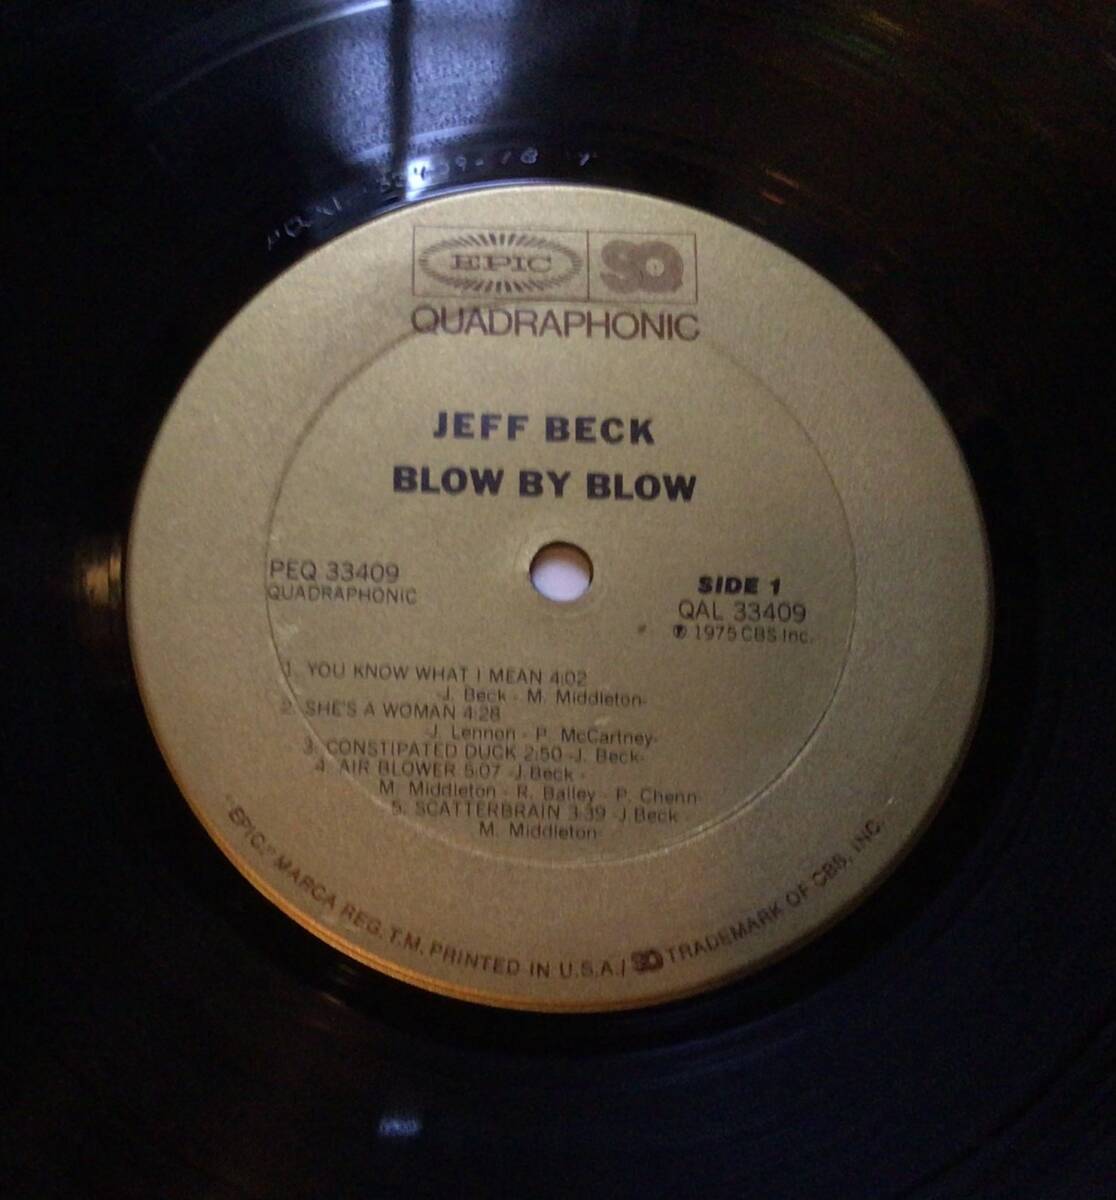 EPIC SQ
QUADRAPHONIC
JEFF BECK
BLOW BY BLOW
PEQ 33409
QUADRAPHONIC
SIDE 1
QAL 33409
℗ 1975 CBS Inc.
1. YOU KNOW WHAT I MEAN 4:02
-J. Beck - M. Middleton-
2. SHE'S A WOMAN 4:28
-J. Lennon - P. McCartney-
3. CONSTIPATED DUCK 2:50 -J. Beck-
4. AIR BLOWER 5:07 -J. Beck -
M. Middleton - R. Bailey - P. Chenn-
5. SCATTERBRAIN 3:39 -J. Beck -
M. Middleton-
"EPIC," MARCA REG. T.M. PRINTED IN U.S.A./ SQ TRADEMARK OF CBS, INC.